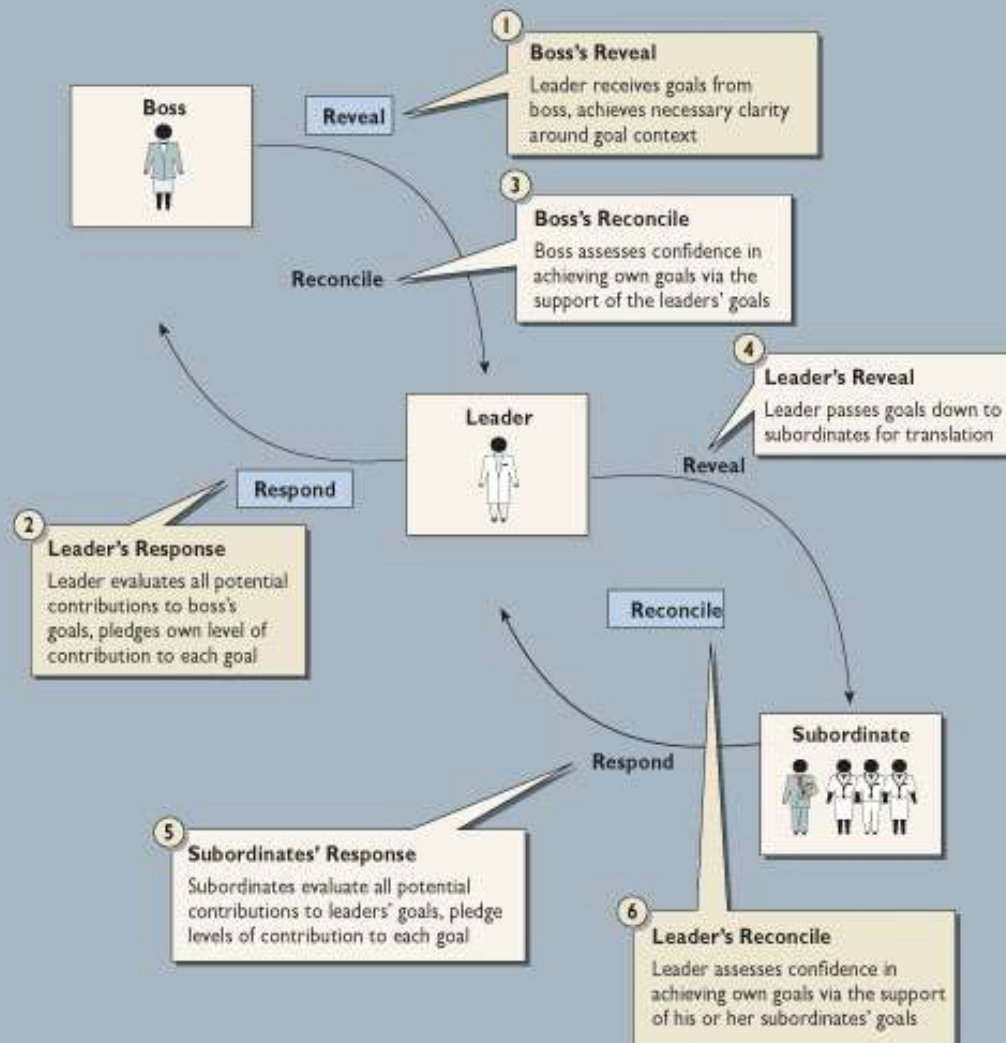 1
Boss's Reveal
Leader receives goals from
boss, achieves necessary clarity
around goal context
Boss
Reveal
3
Boss's Reconcile
Boss assesses confidence in
achieving own goals via the
support of the leaders' goals
Reconcile
4
Leader's Reveal
Leader passes goals down to
subordinates for translation
Leader
Reveal
Respond
2
Leader's Response
Leader evaluates all potential
contributions to boss's
goals, pledges own level of
contribution to each goal
Reconcile
Subordinate
Respond
5
Subordinates' Response
Subordinates evaluate all potential
contributions to leaders' goals, pledge
levels of contribution to each goal
6
Leader's Reconcile
Leader assesses confidence in
achieving own goals via the support
of his or her subordinates' goals